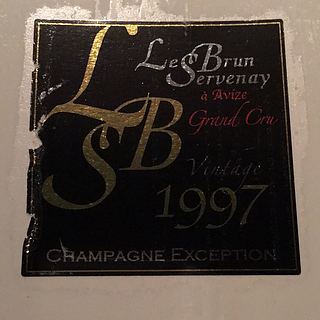 LSB
Le Brun
Servenay
à Avize
Grand Cru
Vintage
1997
CHAMPAGNE EXCEPTION